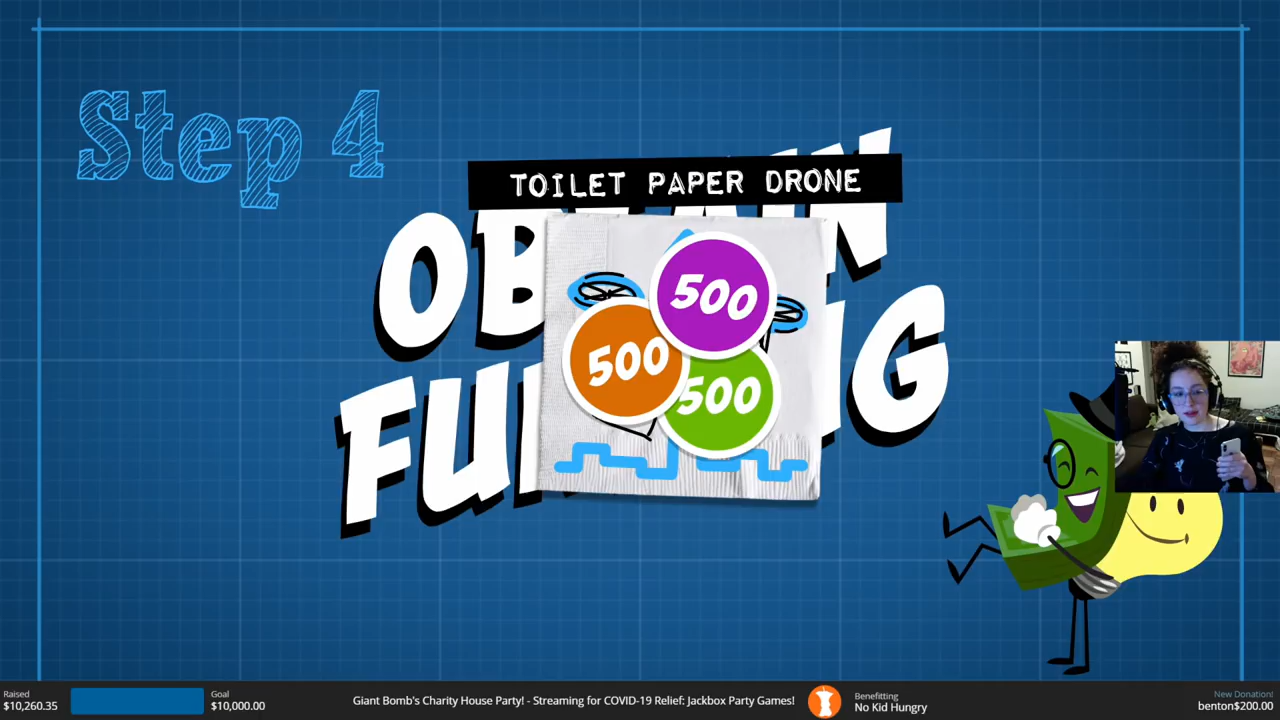 Step 4
TOILET PAPER DRONE
OBTAIN
FUNDING
500
500
500
Raised
$10,260.35
Goal
$10,000.00
Giant Bomb's Charity House Party! - Streaming for COVID-19 Relief: Jackbox Party Games!
Benefitting
No Kid Hungry
New Donation!
benton$200.00